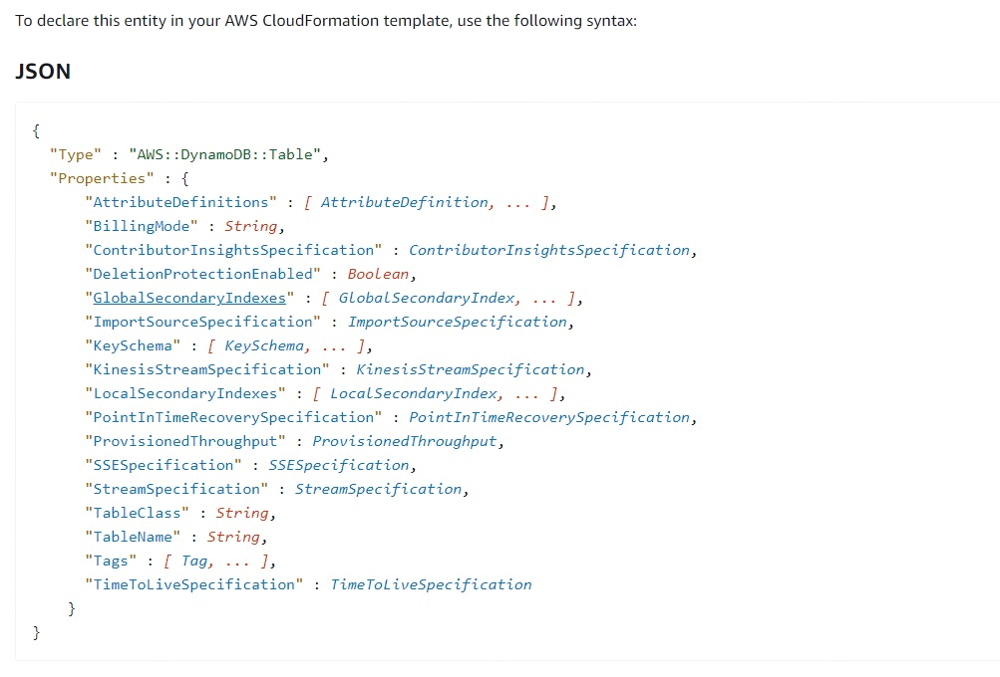 To declare this entity in your AWS CloudFormation template, use the following syntax:
JSON
{
"Type" : "AWS::DynamoDB::Table",
"Properties" : {
"AttributeDefinitions" : [ AttributeDefinition, ... ],
"BillingMode" : String,
"ContributorInsightsSpecification" : ContributorInsightsSpecification,
"DeletionProtectionEnabled" : Boolean,
"GlobalSecondaryIndexes" : [ GlobalSecondaryIndex, ... ],
"ImportSourceSpecification" : ImportSourceSpecification,
"KeySchema" : [ KeySchema, ... ],
"KinesisStreamSpecification" : KinesisStreamSpecification,
"LocalSecondaryIndexes" : [ LocalSecondaryIndex, ... ],
"PointInTimeRecoverySpecification" : PointInTimeRecoverySpecification,
"ProvisionedThroughput" : ProvisionedThroughput,
"SSESpecification" : SSESpecification,
"StreamSpecification" : StreamSpecification,
"TableClass" : String,
"TableName" : String,
"Tags" : [ Tag, ... ],
"TimeToLiveSpecification" : TimeToLiveSpecification
}
}